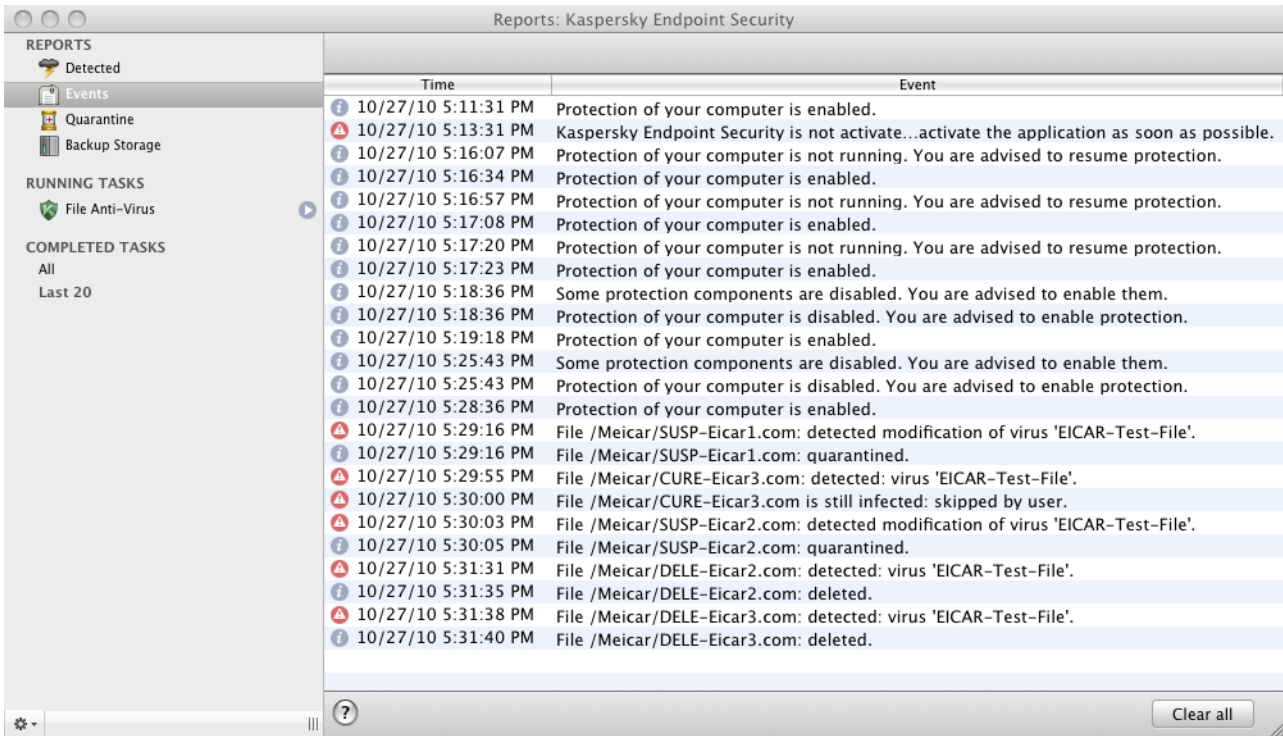 Reports: Kaspersky Endpoint Security
REPORTS
Detected
Events
Quarantine
Backup Storage
RUNNING TASKS
File Anti-Virus
COMPLETED TASKS
All
Last 20
Time Event
10/27/10 5:11:31 PM Protection of your computer is enabled.
10/27/10 5:13:31 PM Kaspersky Endpoint Security is not activate...activate the application as soon as possible.
10/27/10 5:16:07 PM Protection of your computer is not running. You are advised to resume protection.
10/27/10 5:16:34 PM Protection of your computer is enabled.
10/27/10 5:16:57 PM Protection of your computer is not running. You are advised to resume protection.
10/27/10 5:17:08 PM Protection of your computer is enabled.
10/27/10 5:17:20 PM Protection of your computer is not running. You are advised to resume protection.
10/27/10 5:17:23 PM Protection of your computer is enabled.
10/27/10 5:18:36 PM Some protection components are disabled. You are advised to enable them.
10/27/10 5:18:36 PM Protection of your computer is disabled. You are advised to enable protection.
10/27/10 5:19:18 PM Protection of your computer is enabled.
10/27/10 5:25:43 PM Some protection components are disabled. You are advised to enable them.
10/27/10 5:25:43 PM Protection of your computer is disabled. You are advised to enable protection.
10/27/10 5:28:36 PM Protection of your computer is enabled.
10/27/10 5:29:16 PM File /Meicar/SUSP-Eicar1.com: detected modification of virus 'EICAR-Test-File'.
10/27/10 5:29:16 PM File /Meicar/SUSP-Eicar1.com: quarantined.
10/27/10 5:29:55 PM File /Meicar/CURE-Eicar3.com: detected: virus 'EICAR-Test-File'.
10/27/10 5:30:00 PM File /Meicar/CURE-Eicar3.com is still infected: skipped by user.
10/27/10 5:30:03 PM File /Meicar/SUSP-Eicar2.com: detected modification of virus 'EICAR-Test-File'.
10/27/10 5:30:05 PM File /Meicar/SUSP-Eicar2.com: quarantined.
10/27/10 5:31:31 PM File /Meicar/DELE-Eicar2.com: detected: virus 'EICAR-Test-File'.
10/27/10 5:31:35 PM File /Meicar/DELE-Eicar2.com: deleted.
10/27/10 5:31:38 PM File /Meicar/DELE-Eicar3.com: detected: virus 'EICAR-Test-File'.
10/27/10 5:31:40 PM File /Meicar/DELE-Eicar3.com: deleted.
?
Clear all